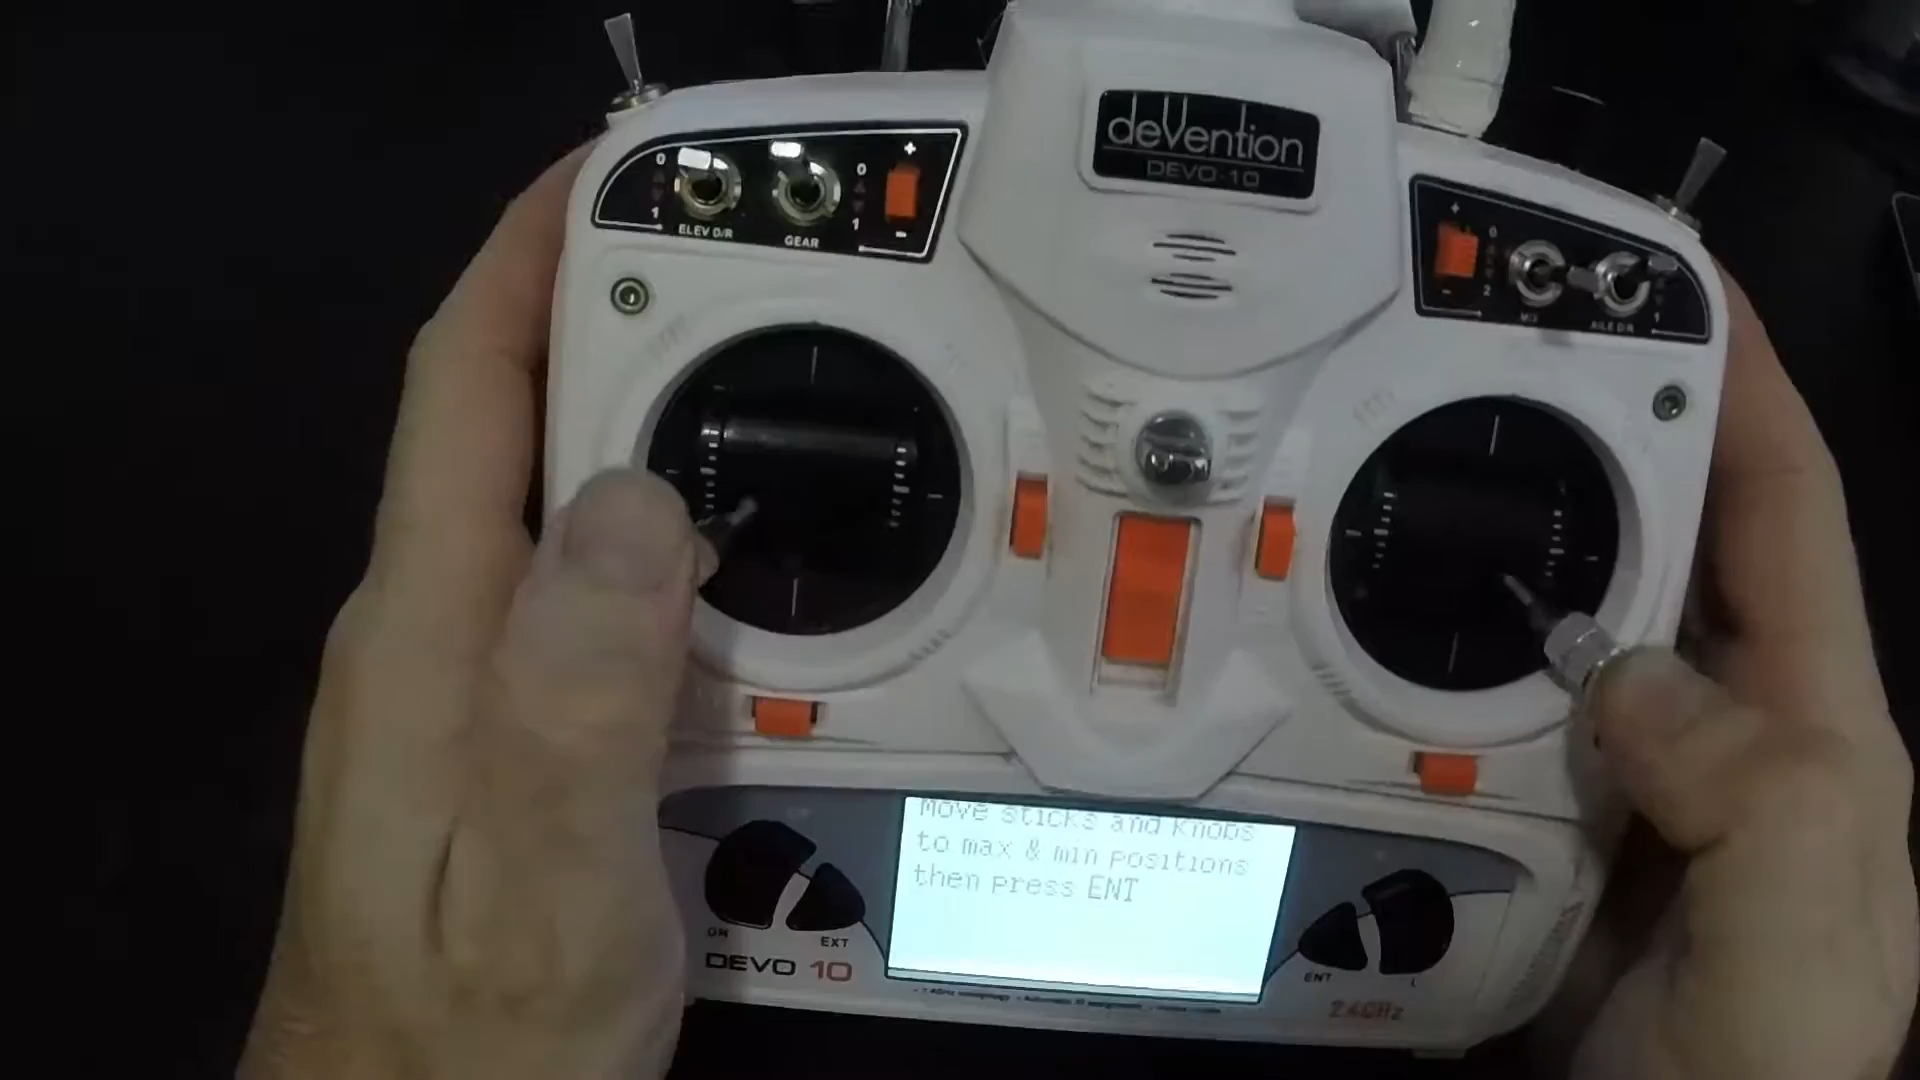 deVention
DEVO-10
0
1
ELEV D/R
GEAR
0
1
+
-
+
-
0
2
MIX
AILE D/R
1
Move sticks and knobs
to max & min positions
then press ENT
EXT
DEVO 10
ENT
L
2.4GHz